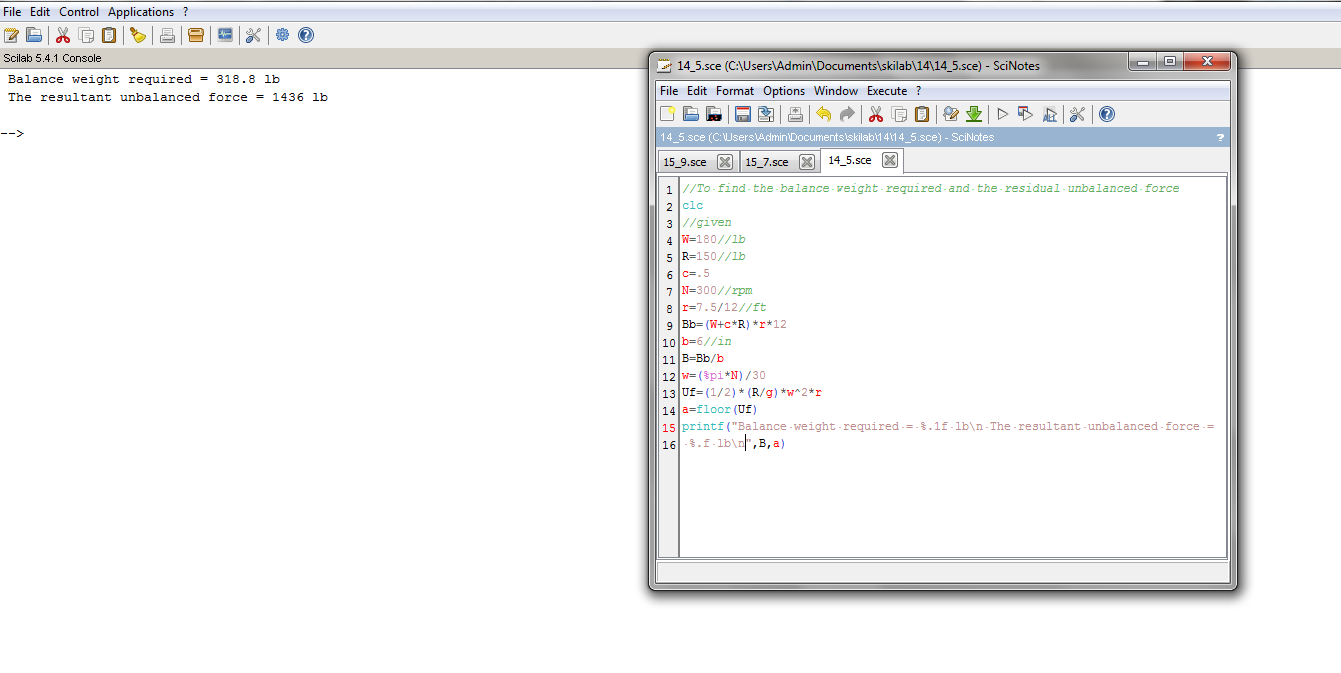 File Edit Control Applications ?
Scilab 5.4.1 Console
Balance weight required = 318.8 lb
The resultant unbalanced force = 1436 lb
-->
14_5.sce (C:\Users\Admin\Documents\skilab\14\14_5.sce) - SciNotes
File Edit Format Options Window Execute ?
14_5.sce (C:\Users\Admin\Documents\skilab\14\14_5.sce) - SciNotes ?
15_9.sce 15_7.sce 14_5.sce
1 //To find the balance weight required and the residual unbalanced force
2 clc
3 //given
4 W=180//lb
5 R=150//lb
6 c=.5
7 N=300//rpm
8 r=7.5/12//ft
9 Bb=(W+c*R)*r*12
10 b=6//in
11 B=Bb/b
12 w=(%pi*N)/30
13 Uf=(1/2)*(R/g)*w^2*r
14 a=floor(Uf)
15 printf("Balance weight required = %.1f lb\n The resultant unbalanced force =
16 %.f lb\n",B,a)